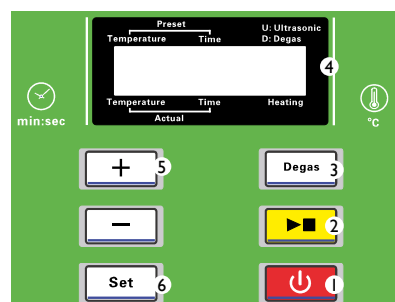 Preset
Temperature Time
U: Ultrasonic
D: Degas
4
Temperature Time Heating
Actual
min:sec
°C
+ 5
Degas 3
− 2
Set 6
1